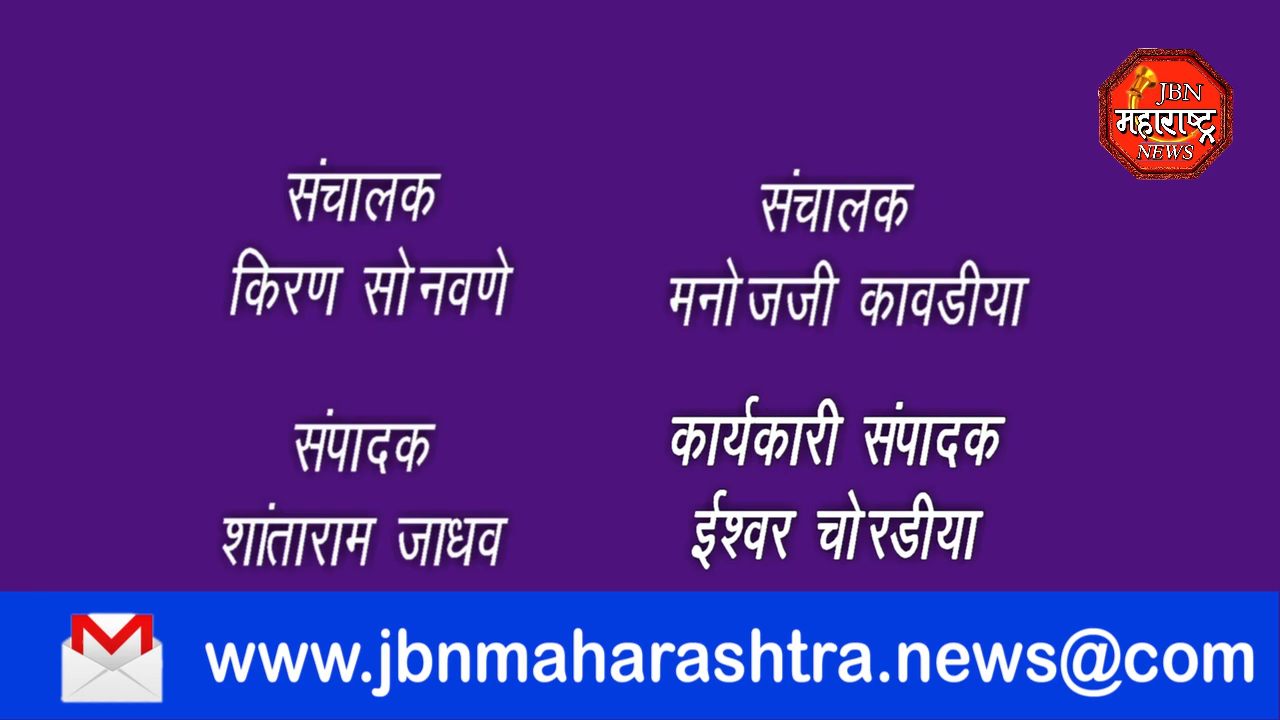 JBN
महाराष्ट्र
NEWS
संचालक
किरण सोनवणे
संचालक
मनोजजी कावडीया
संपादक
शांताराम जाधव
कार्यकारी संपादक
ईश्वर चोरडीया
www.jbnmaharashtra.news@com